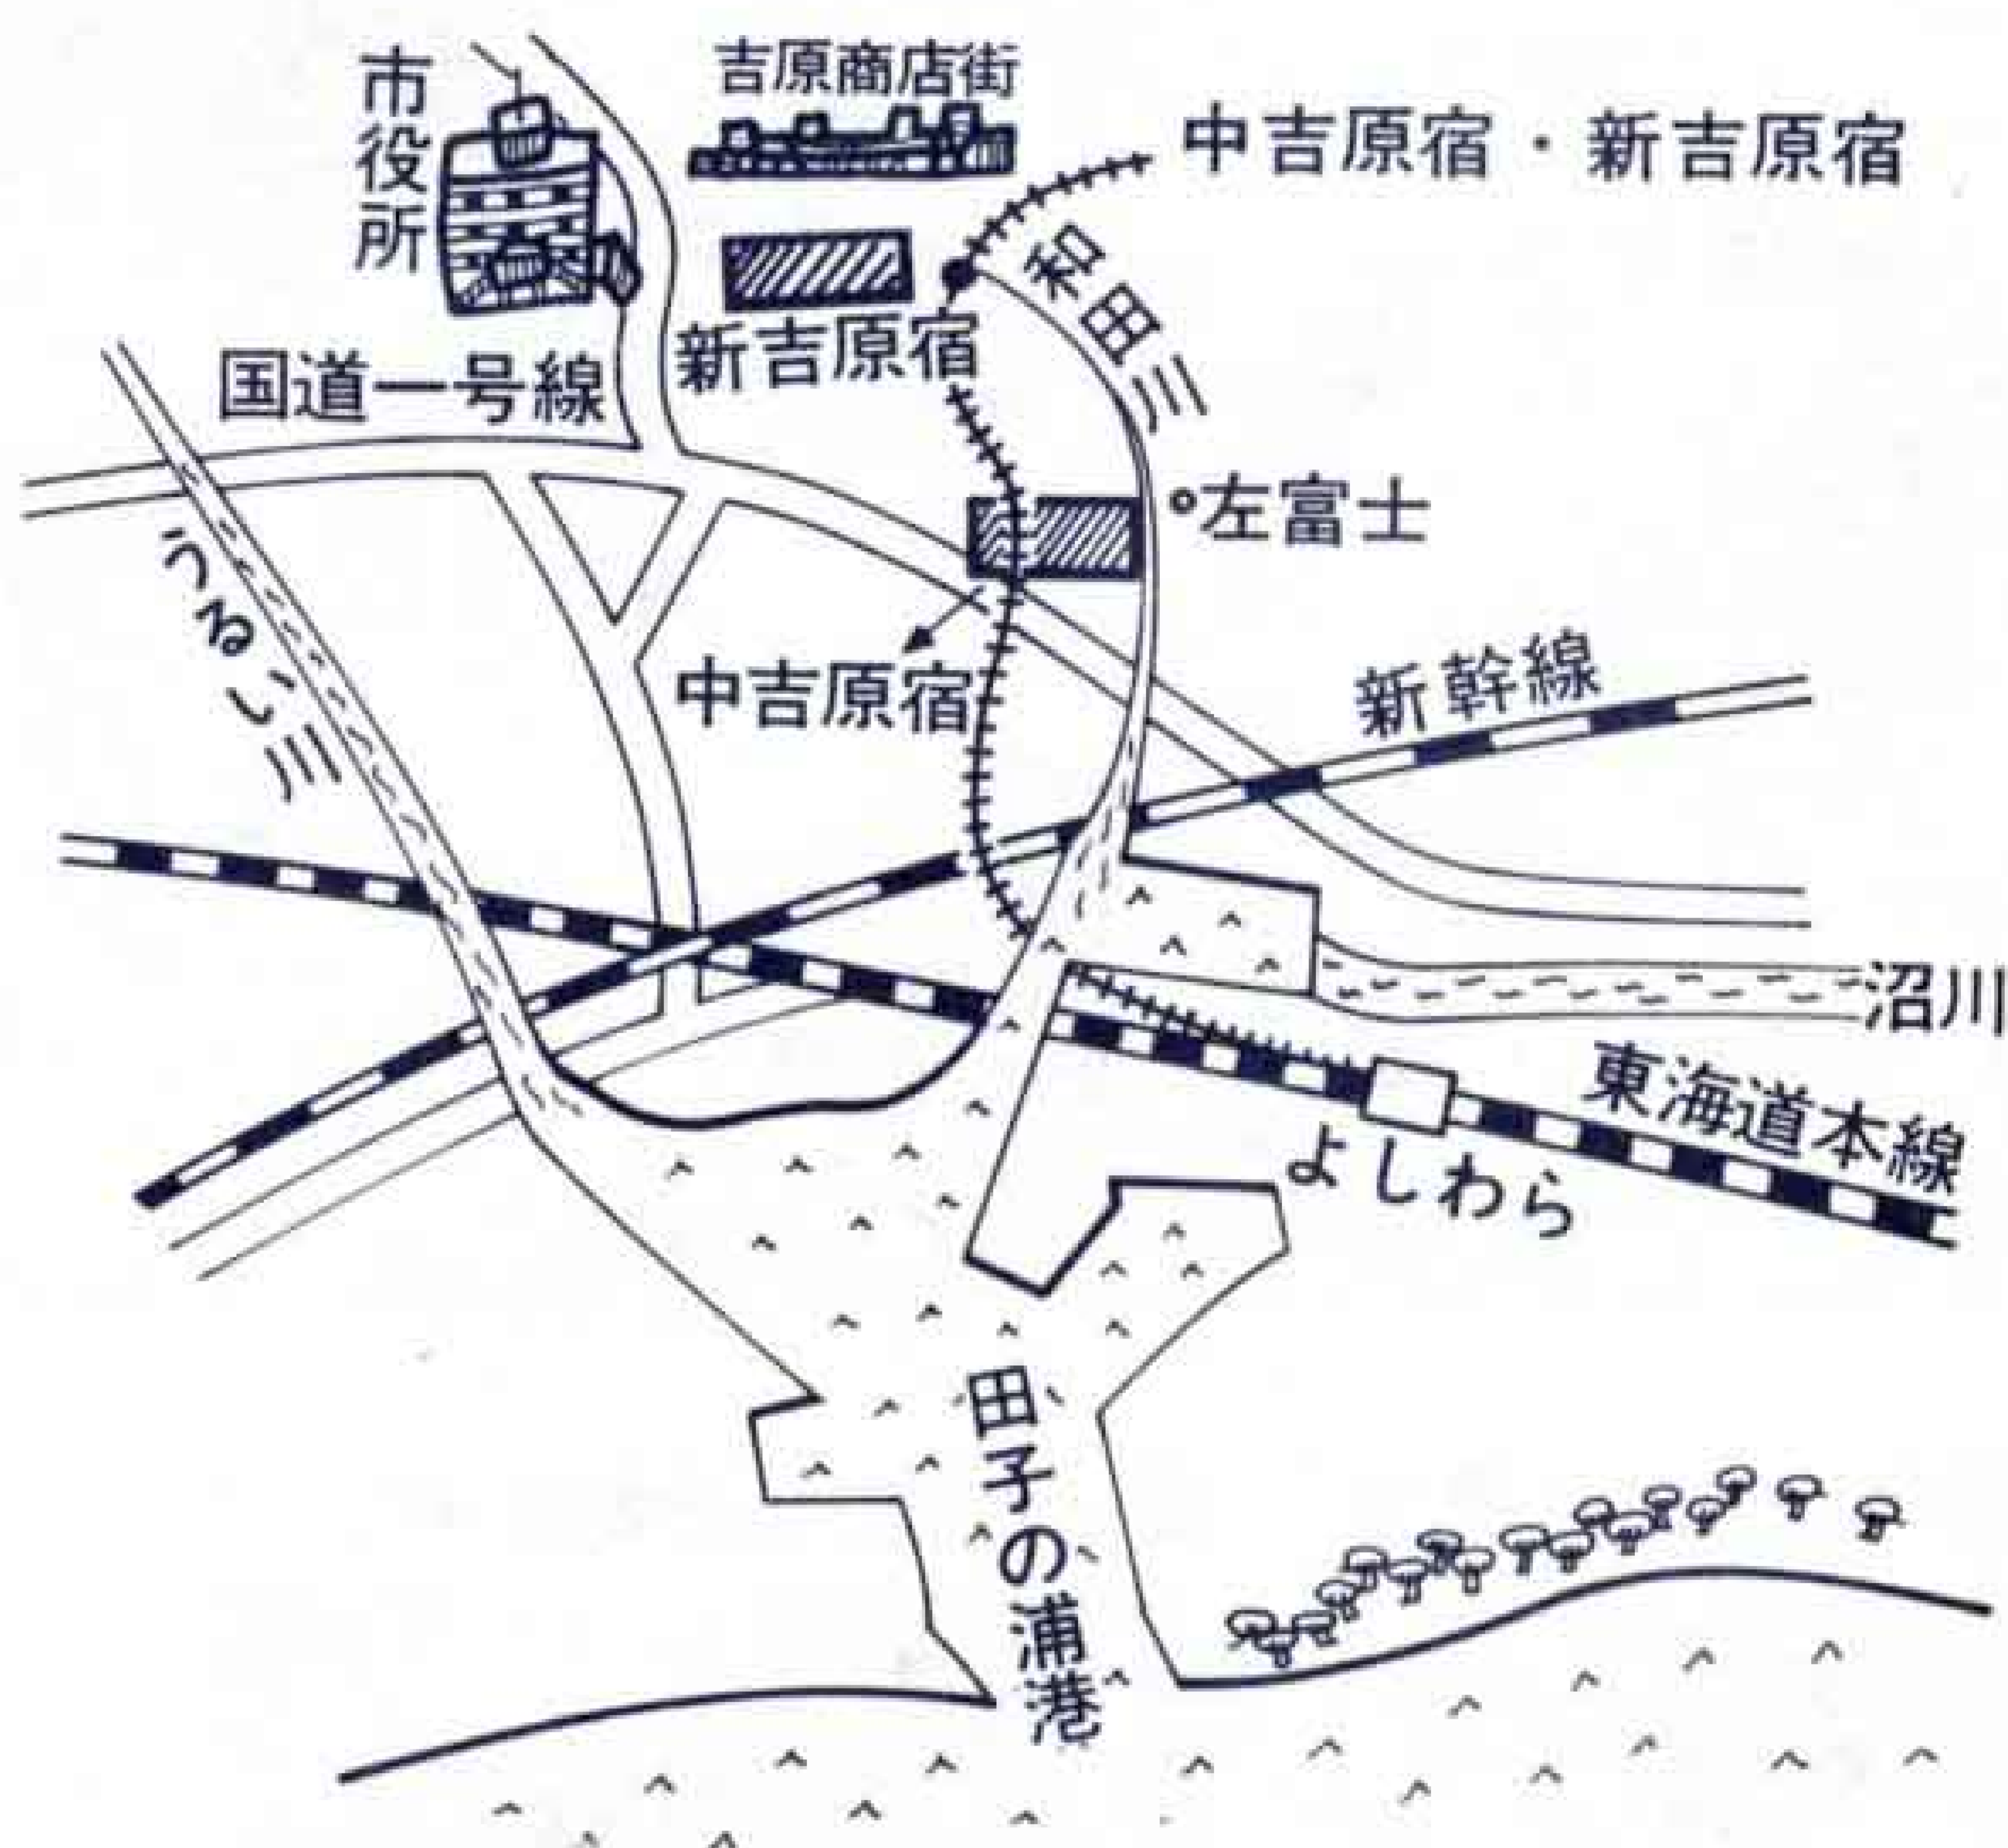 市役所
吉原商店街
中吉原宿・新吉原宿
和田川
新吉原宿
国道一号線
左富士
うるい川
中吉原宿
新幹線
沼川
東海道本線
よしわら
田子の浦港